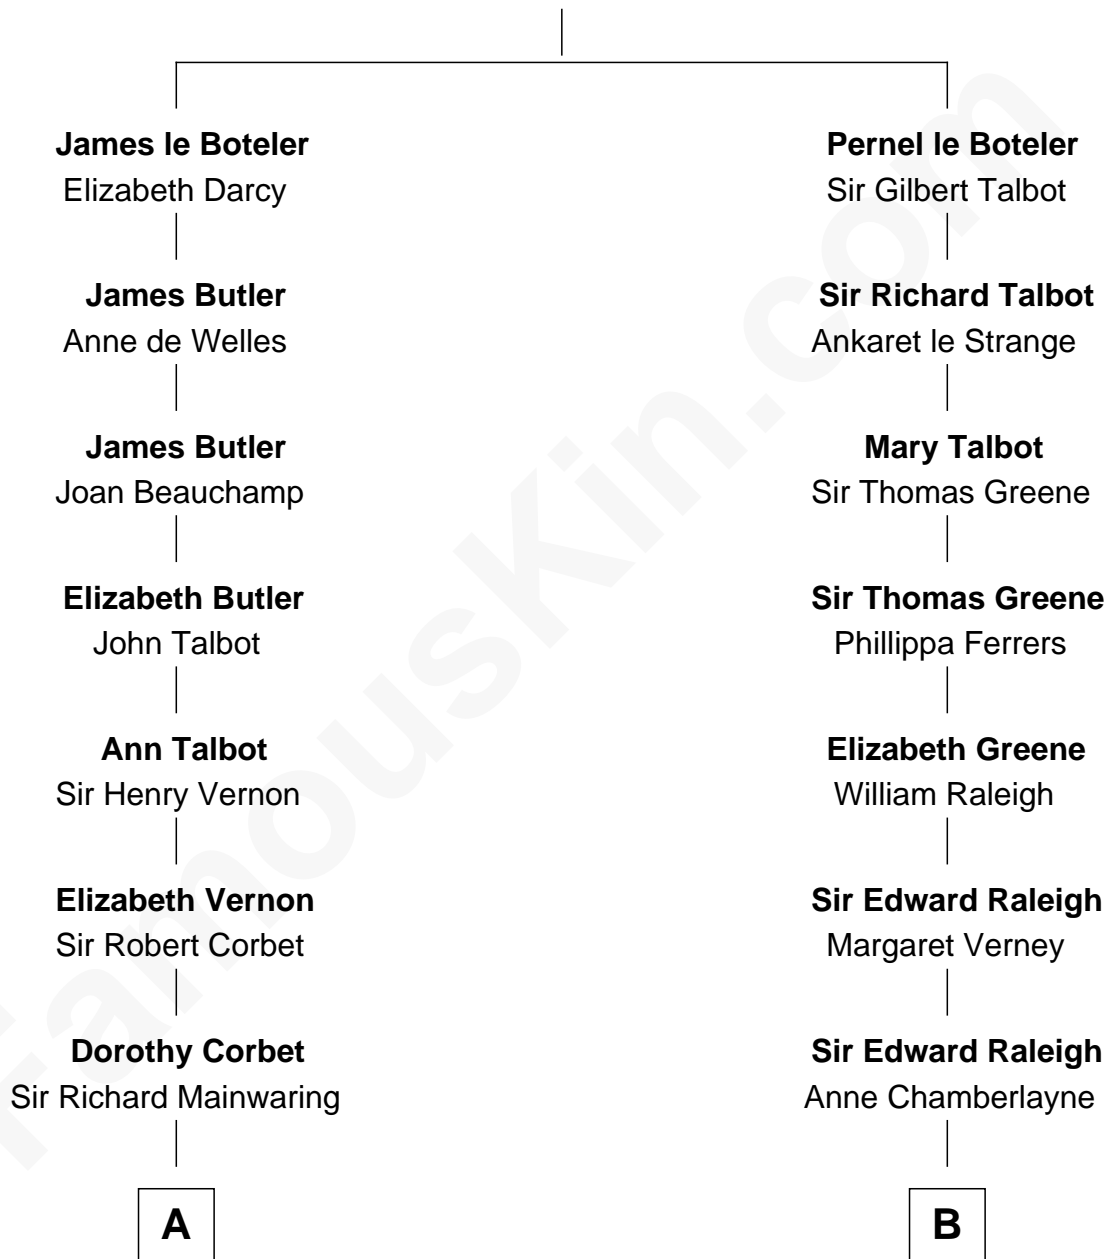 James le Boteler
Elizabeth Darcy
James Butler
Anne de Welles
James Butler
Joan Beauchamp
Elizabeth Butler
John Talbot
Ann Talbot
Sir Henry Vernon
Elizabeth Vernon
Sir Robert Corbet
Dorothy Corbet
Sir Richard Mainwaring
A
Pernel le Boteler
Sir Gilbert Talbot
Sir Richard Talbot
Ankaret le Strange
Mary Talbot
Sir Thomas Greene
Sir Thomas Greene
Phillippa Ferrers
Elizabeth Greene
William Raleigh
Sir Edward Raleigh
Margaret Verney
Sir Edward Raleigh
Anne Chamberlayne
B
FamousKin.com